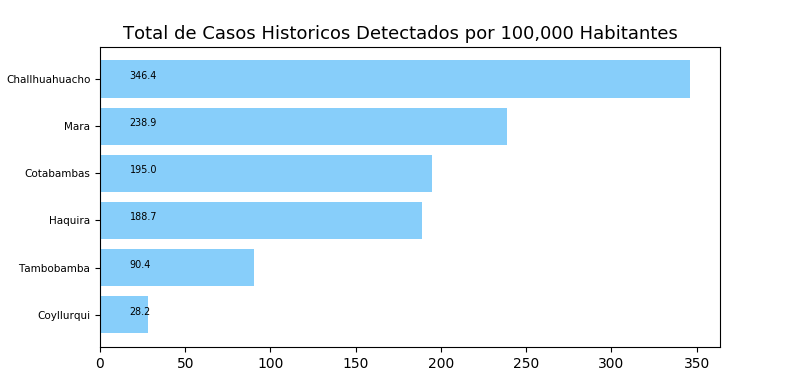 Total de Casos Historicos Detectados por 100,000 Habitantes
Challhuahuacho 346.4
Mara 238.9
Cotabambas 195.0
Haquira 188.7
Tambobamba 90.4
Coyllurqui 28.2
0 50 100 150 200 250 300 350